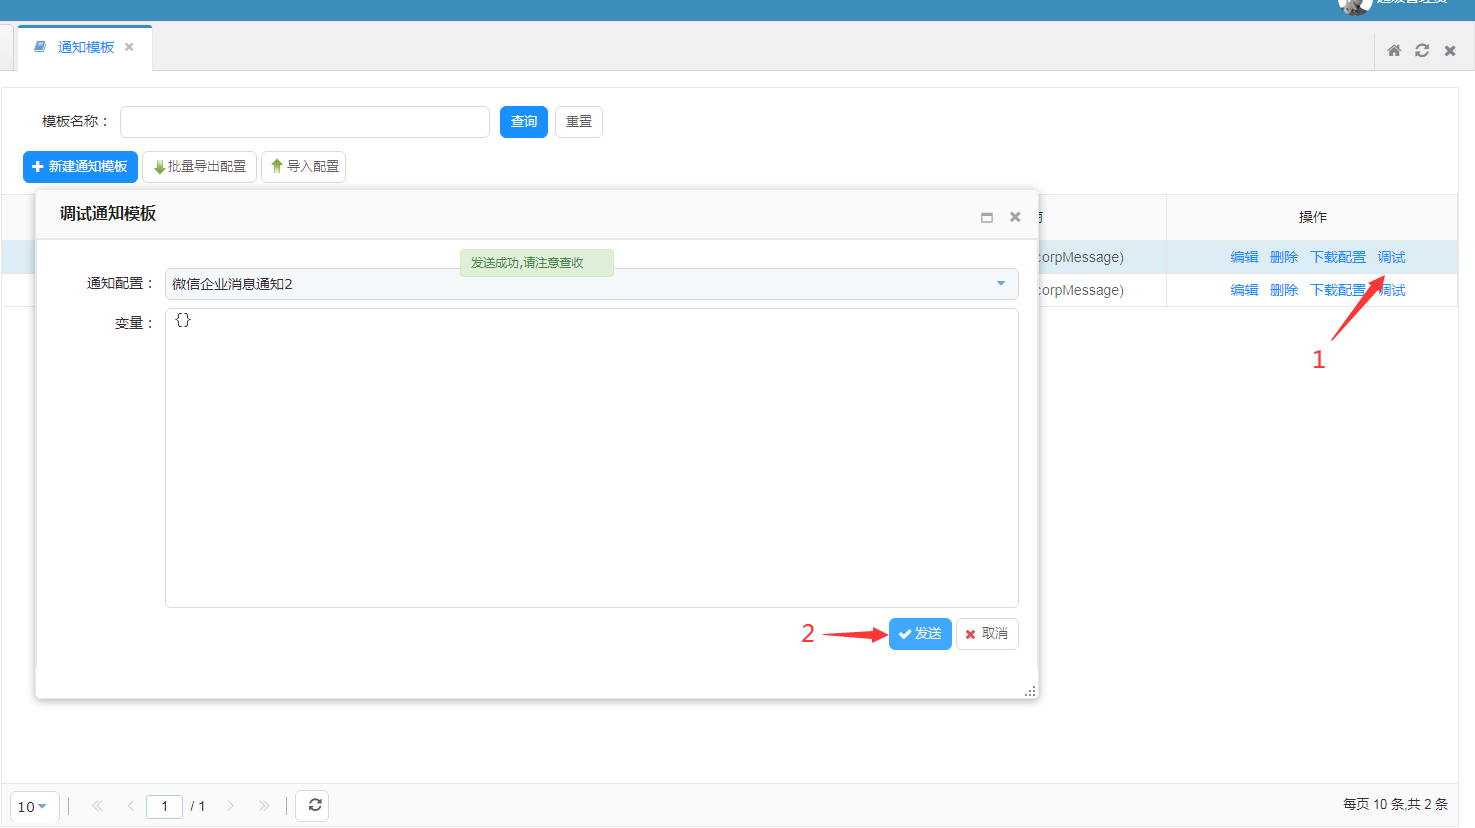 超级管理员
通知模板
模板名称：
查询
重置
新建通知模板
批量导出配置
导入配置
调试通知模板
操作
发送成功,请注意查收
corpMessage)
编辑 删除 下载配置 调试
通知配置：
微信企业消息通知2
corpMessage)
编辑 删除 下载配置 调试
变量：
{}
1
2
发送
取消
10
1
/ 1
每页 10 条,共 2 条